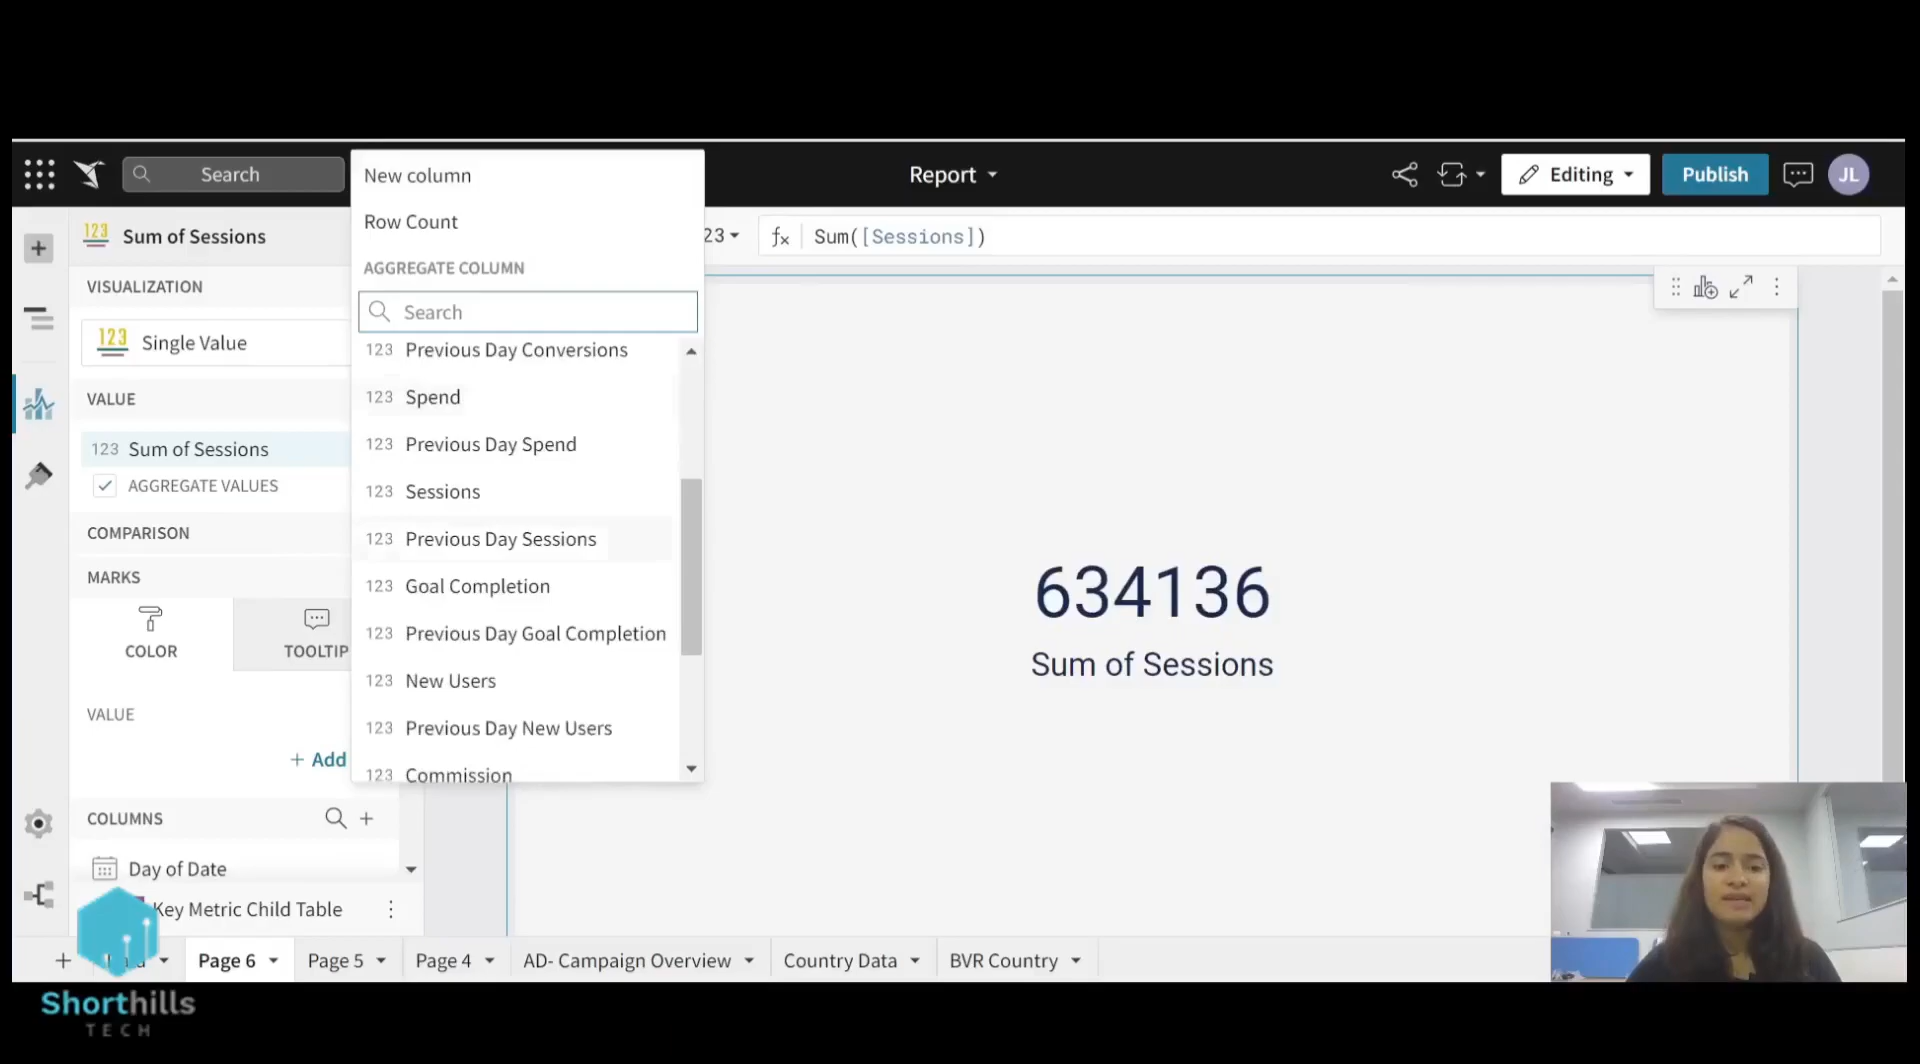 Search
Report
Editing
Publish
JL
123 Sum of Sessions
23
fx Sum([Sessions])
VISUALIZATION
123 Single Value
VALUE
123 Sum of Sessions
AGGREGATE VALUES
COMPARISON
MARKS
COLOR
TOOLTIP
VALUE
+ Add
COLUMNS
Day of Date
Key Metric Child Table
New column
Row Count
AGGREGATE COLUMN
Search
123 Previous Day Conversions
123 Spend
123 Previous Day Spend
123 Sessions
123 Previous Day Sessions
123 Goal Completion
123 Previous Day Goal Completion
123 New Users
123 Previous Day New Users
123 Commission
634136
Sum of Sessions
Page 6
Page 5
Page 4
AD- Campaign Overview
Country Data
BVR Country
Shorthills
TECH